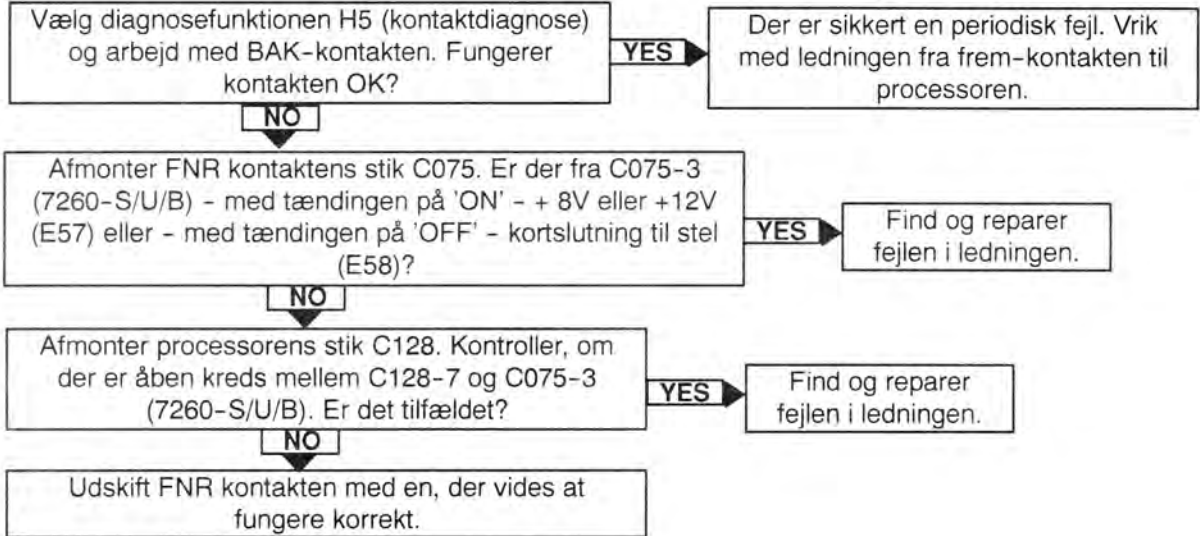 Vælg diagnosefunktionen H5 (kontaktdiagnose)
og arbejd med BAK-kontakten. Fungerer
kontakten OK?
YES
Der er sikkert en periodisk fejl. Vrik
med ledningen fra frem-kontakten til
processoren.
NO
Afmonter FNR kontaktens stik C075. Er der fra C075-3
(7260-S/U/B) - med tændingen på 'ON' - + 8V eller +12V
(E57) eller - med tændingen på 'OFF' - kortslutning til stel
(E58)?
YES
Find og reparer
fejlen i ledningen.
NO
Afmonter processorens stik C128. Kontroller, om
der er åben kreds mellem C128-7 og C075-3
(7260-S/U/B). Er det tilfældet?
YES
Find og reparer
fejlen i ledningen.
NO
Udskift FNR kontakten med en, der vides at
fungere korrekt.